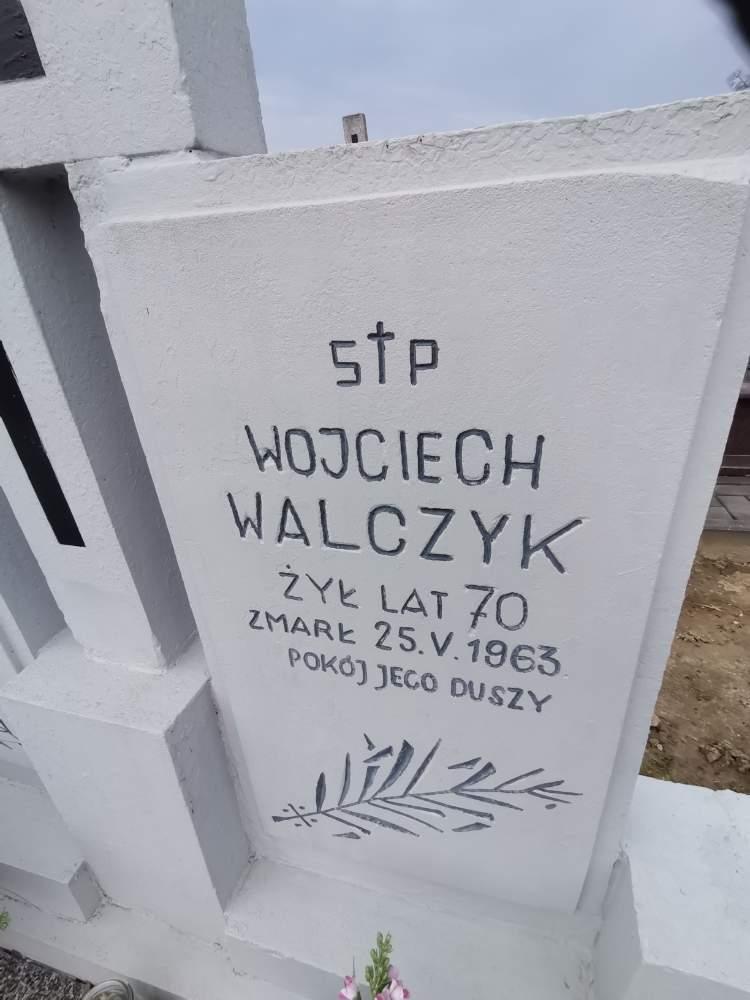 S†P
WOJCIECH
WALCZYK
ŻYŁ LAT 70
ZMARŁ 25.V.1963
POKÓJ JEGO DUSZY